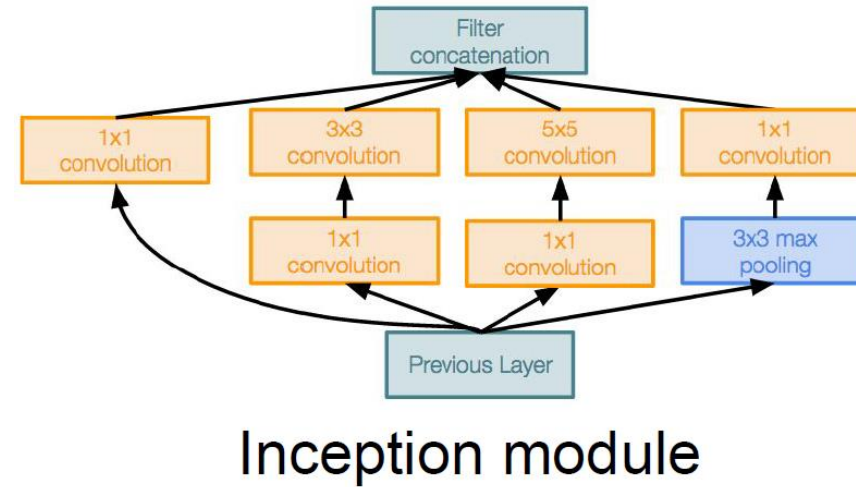 Filter
concatenation
1x1
convolution
3x3
convolution
5x5
convolution
1x1
convolution
1x1
convolution
1x1
convolution
3x3 max
pooling
Previous Layer
Inception module